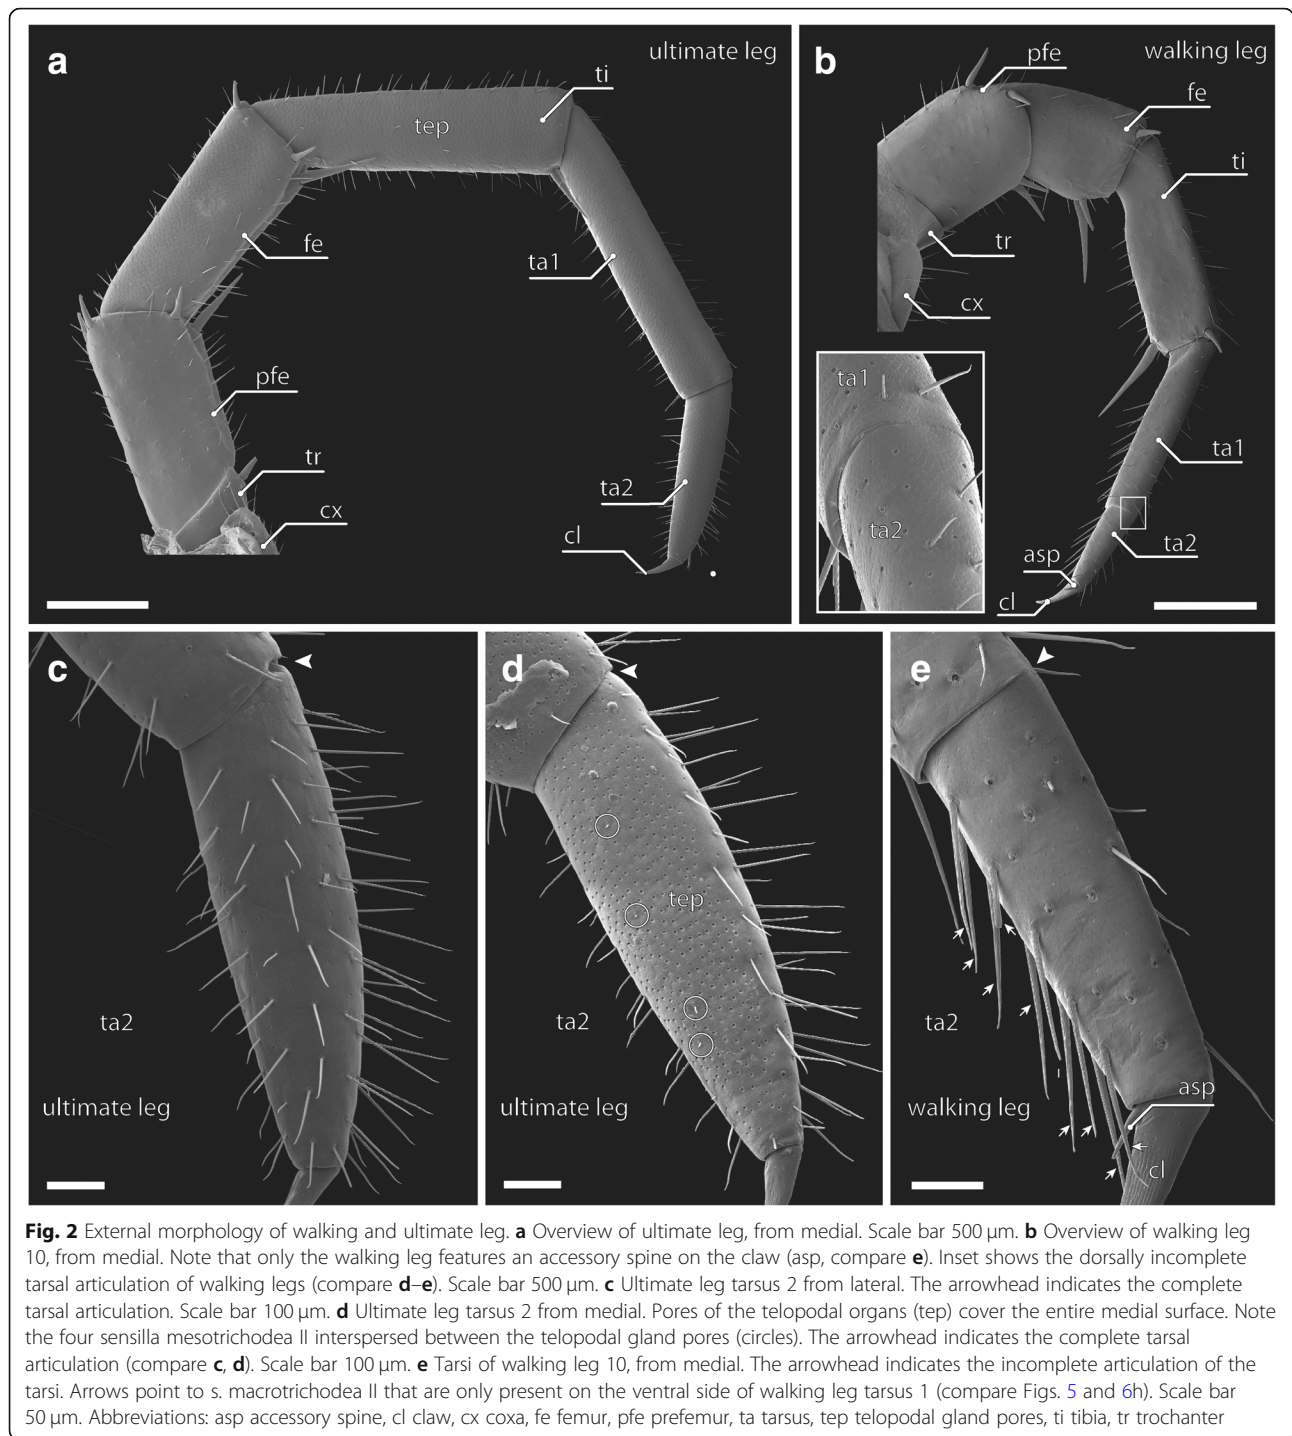 a
ultimate leg
ti
tep
fe
ta1
pfe
tr
ta2
cx
cl
b
walking leg
pfe
fe
ti
tr
cx
ta1
ta2
ta1
ta2
asp
cl
c
ta2
ultimate leg
d
tep
ta2
ultimate leg
e
ta2
walking leg
asp
cl
Fig. 2 External morphology of walking and ultimate leg. a Overview of ultimate leg, from medial. Scale bar 500 μm. b Overview of walking leg
10, from medial. Note that only the walking leg features an accessory spine on the claw (asp, compare e). Inset shows the dorsally incomplete
tarsal articulation of walking legs (compare d–e). Scale bar 500 μm. c Ultimate leg tarsus 2 from lateral. The arrowhead indicates the complete
tarsal articulation. Scale bar 100 μm. d Ultimate leg tarsus 2 from medial. Pores of the telopodal organs (tep) cover the entire medial surface. Note
the four sensilla mesotrichodea II interspersed between the telopodal gland pores (circles). The arrowhead indicates the complete tarsal
articulation (compare c, d). Scale bar 100 μm. e Tarsi of walking leg 10, from medial. The arrowhead indicates the incomplete articulation of the
tarsi. Arrows point to s. macrotrichodea II that are only present on the ventral side of walking leg tarsus 1 (compare Figs. 5 and 6h). Scale bar
50 μm. Abbreviations: asp accessory spine, cl claw, cx coxa, fe femur, pfe prefemur, ta tarsus, tep telopodal gland pores, ti tibia, tr trochanter